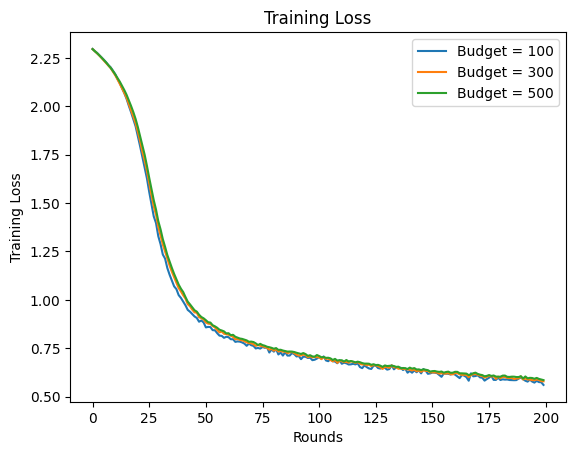 Training Loss
Budget = 100
Budget = 300
Budget = 500
Training Loss
2.25
2.00
1.75
1.50
1.25
1.00
0.75
0.50
0 25 50 75 100 125 150 175 200
Rounds